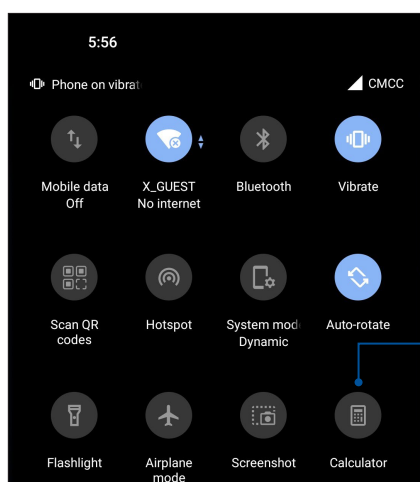 5:56
Phone on vibrat
CMCC
Mobile data
Off
X_GUEST
No internet
Bluetooth
Vibrate
Scan QR
codes
Hotspot
System mod
Dynamic
Auto-rotate
Flashlight
Airplane
mode
Screenshot
Calculator